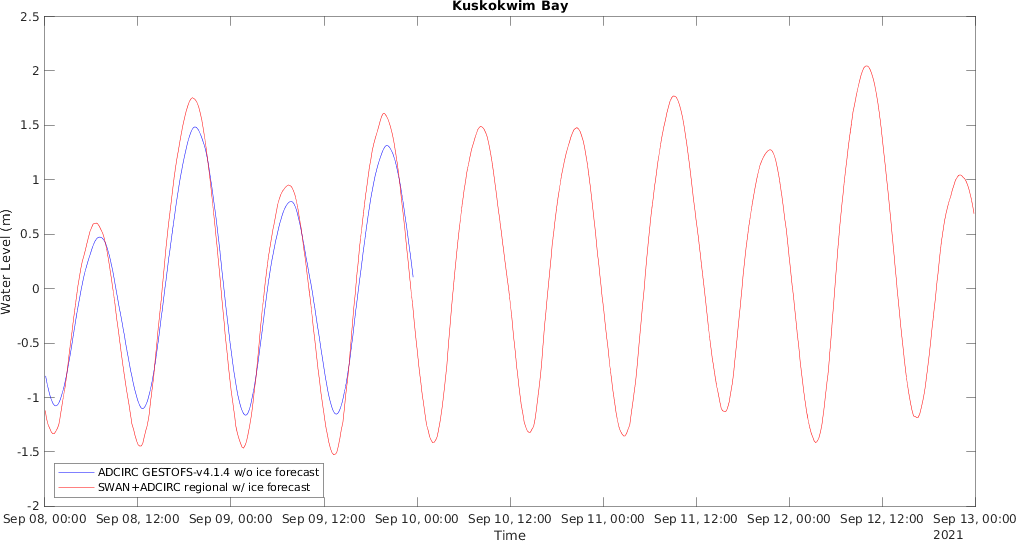 Kuskokwim Bay
2.5
2
1.5
1
0.5
0
-0.5
-1
-1.5
-2
Water Level (m)
ADCIRC GESTOFS-v4.1.4 w/o ice forecast
SWAN+ADCIRC regional w/ ice forecast
Sep 08, 00:00 Sep 08, 12:00 Sep 09, 00:00 Sep 09, 12:00 Sep 10, 00:00 Sep 10, 12:00 Sep 11, 00:00 Sep 11, 12:00 Sep 12, 00:00 Sep 12, 12:00 Sep 13, 00:00
Time
2021